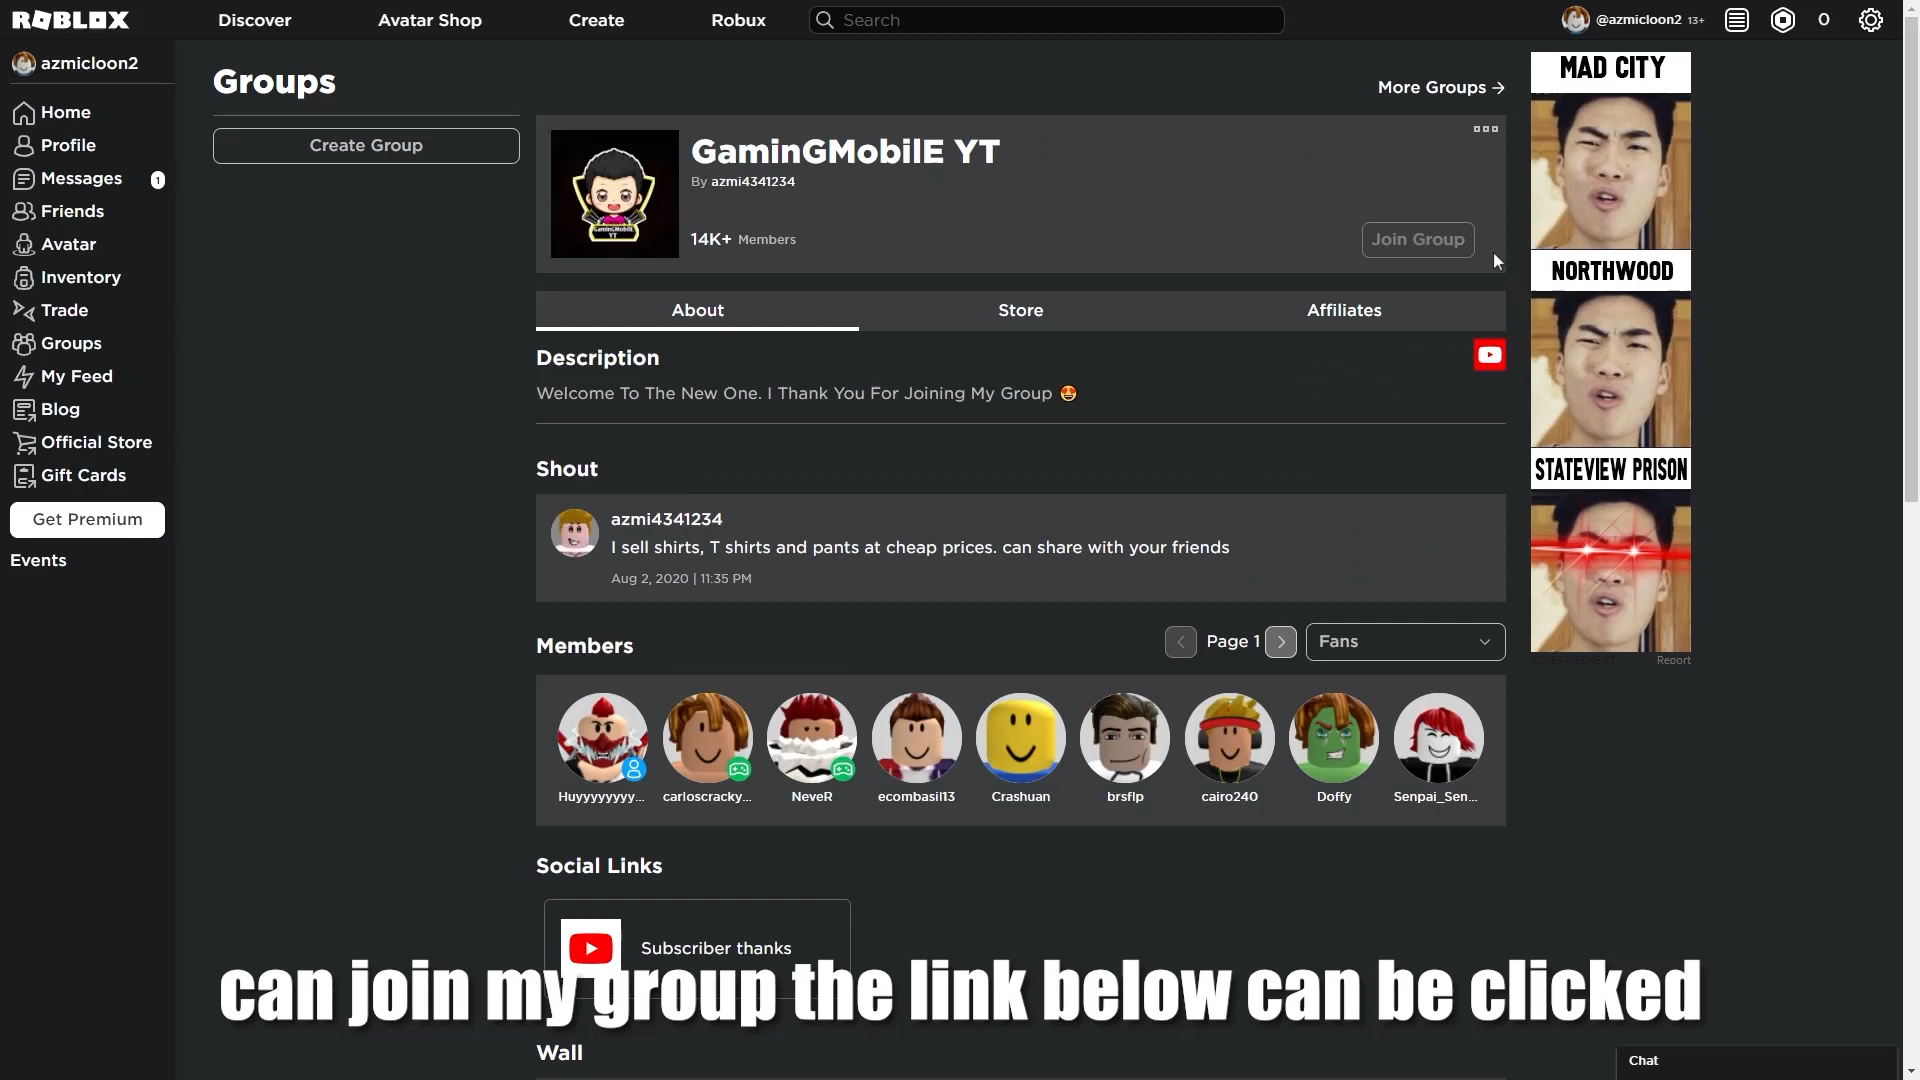 ROBLOX
Discover
Avatar Shop
Create
Robux
Search
@azmicloon2 13+
0
azmicloon2
Home
Profile
Messages
1
Friends
Avatar
Inventory
Trade
Groups
My Feed
Blog
Official Store
Gift Cards
Get Premium
Events
Groups
More Groups →
Create Group
GaminGMobilE YT
By azmi4341234
14K+ Members
Join Group
GaminGMobilE
YT
About
Store
Affiliates
Description
Welcome To The New One. I Thank You For Joining My Group 🤩
Shout
azmi4341234
I sell shirts, T shirts and pants at cheap prices. can share with your friends
Aug 2, 2020 | 11:35 PM
Members
Page 1
Fans
Huyyyyyyyy...
carloscracky...
NeveR
ecombasil13
Crashuan
brsflp
cairo240
Doffy
Senpai_Sen...
Social Links
Subscriber thanks
can join my group the link below can be clicked
Wall
MAD CITY
NORTHWOOD
STATEVIEW PRISON
ADVERTISEMENT
Report
Chat